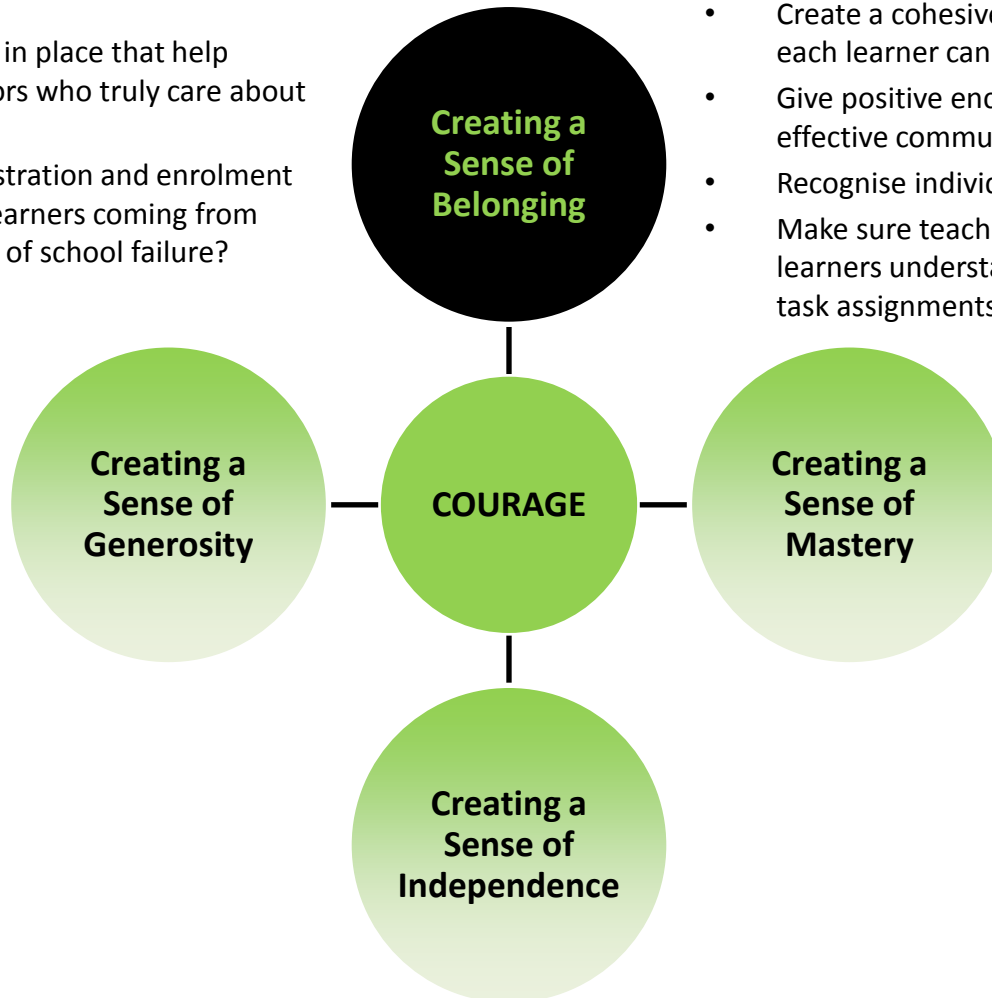 in place that help
ors who truly care about
stration and enrolment
earners coming from
of school failure?
Creating a
Sense of
Belonging
• Create a cohesive
each learner can
• Give positive enc
effective commu
• Recognise individ
• Make sure teach
learners understa
task assignments
Creating a
Sense of
Generosity
COURAGE
Creating a
Sense of
Mastery
Creating a
Sense of
Independence